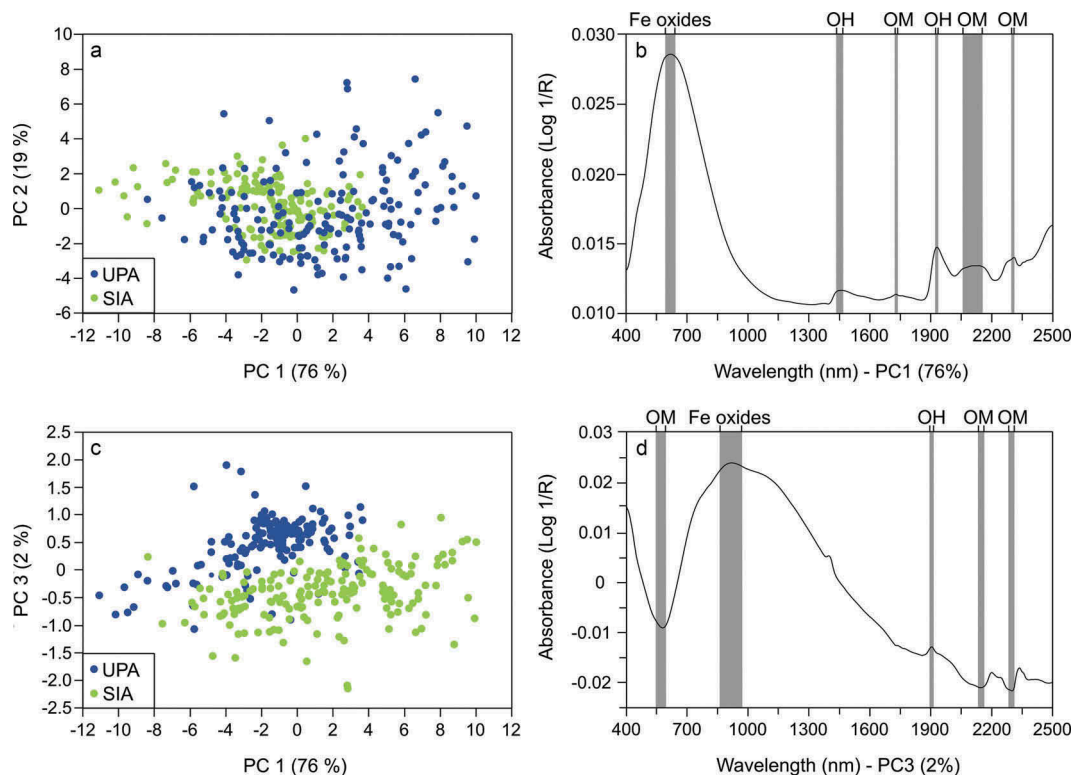 a
10
8
6
4
2
0
-2
-4
-6
PC 2 (19 %)
UPA
SIA
-12 -10 -8 -6 -4 -2 0 2 4 6 8 10 12
PC 1 (76 %)
Fe oxides OH OM OH OM OM
b
0.030
0.025
0.020
0.015
0.010
Absorbance (Log 1/R)
400 700 1000 1300 1600 1900 2200 2500
Wavelength (nm) - PC1 (76%)
c
2.5
2.0
1.5
1.0
0.5
0
-0.5
-1.0
-1.5
-2.0
-2.5
PC 3 (2 %)
UPA
SIA
-12 -10 -8 -6 -4 -2 0 2 4 6 8 10 12
PC 1 (76 %)
OM Fe oxides OH OM OM
d
0.03
0.02
0.01
0
-0.01
-0.02
Absorbance (Log 1/R)
400 700 1000 1300 1600 1900 2200 2500
Wavelength (nm) - PC3 (2%)